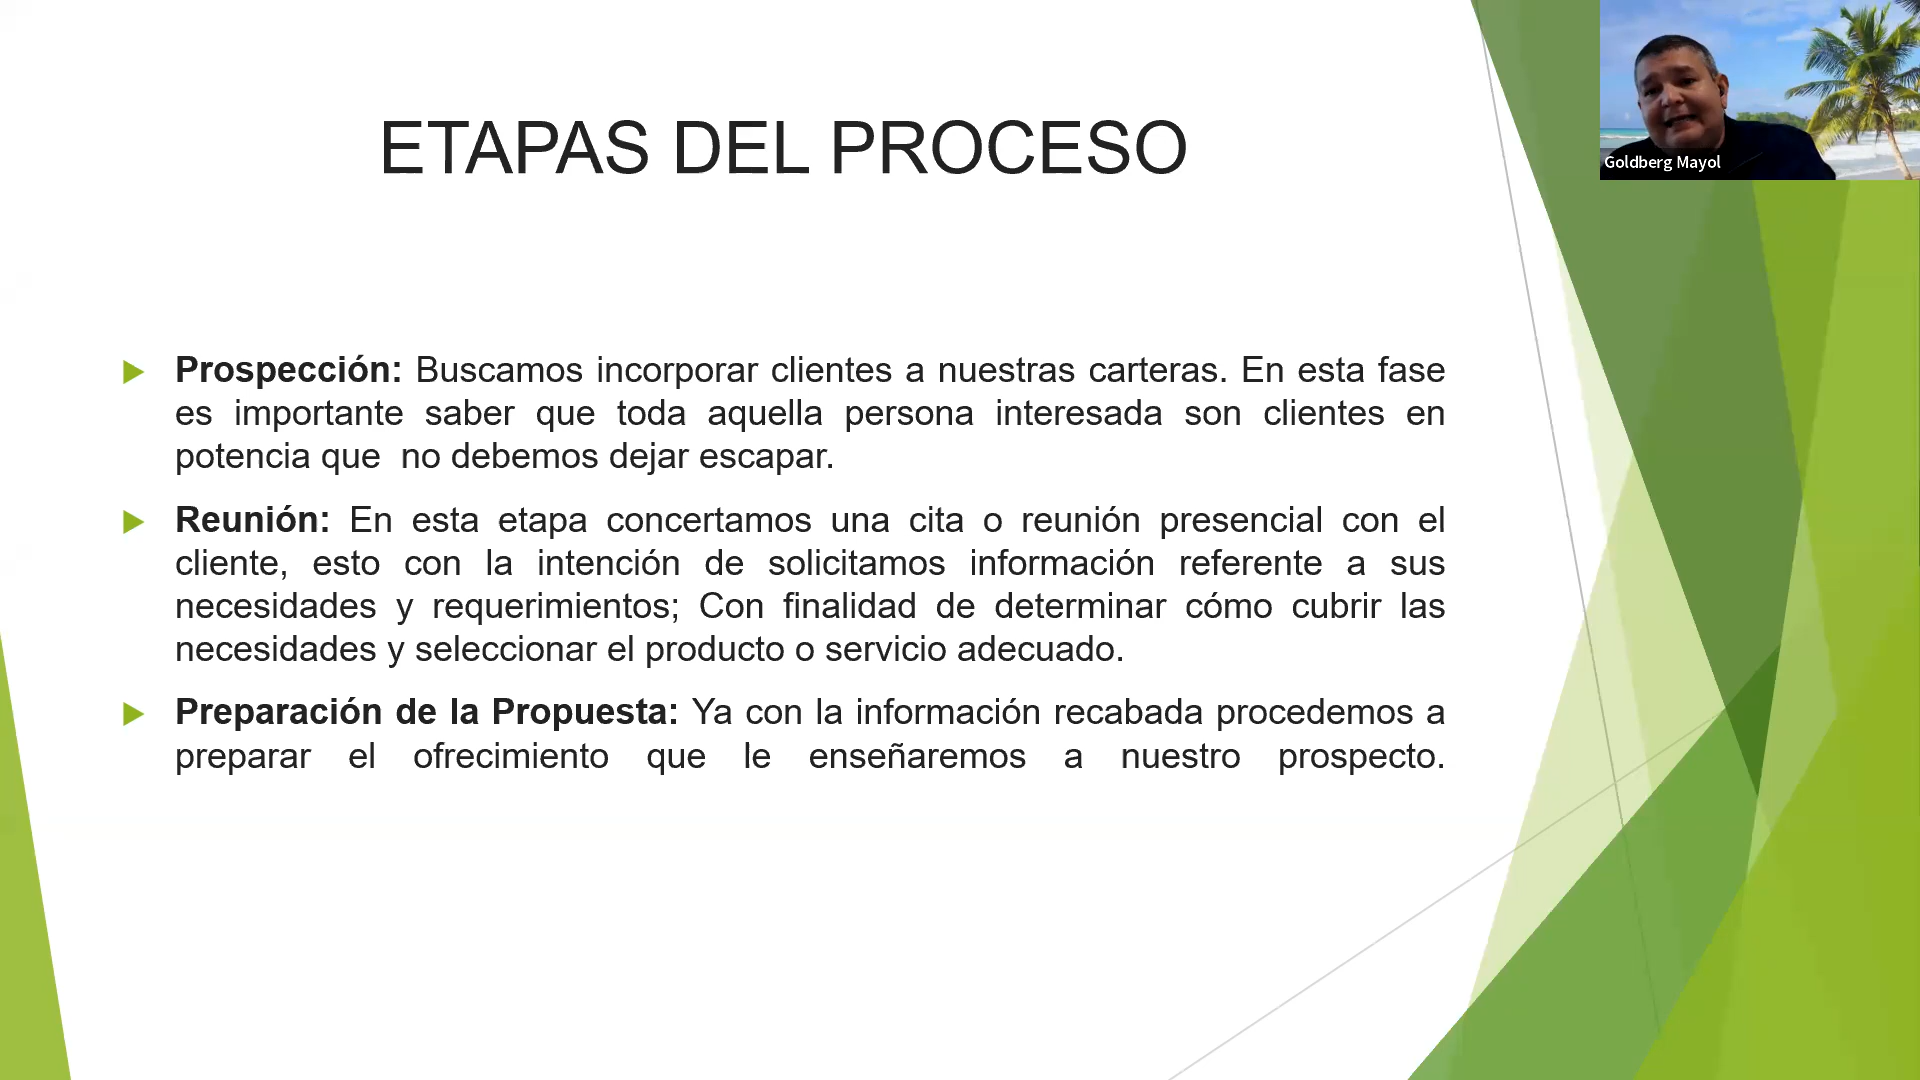 ETAPAS DEL PROCESO
Goldberg Mayol
Prospección: Buscamos incorporar clientes a nuestras carteras. En esta fase
es importante saber que toda aquella persona interesada son clientes en
potencia que  no debemos dejar escapar.
Reunión: En esta etapa concertamos una cita o reunión presencial con el
cliente, esto con la intención de solicitamos información referente a sus
necesidades y requerimientos; Con finalidad de determinar cómo cubrir las
necesidades y seleccionar el producto o servicio adecuado.
Preparación de la Propuesta: Ya con la información recabada procedemos a
preparar el ofrecimiento que le enseñaremos a nuestro prospecto.